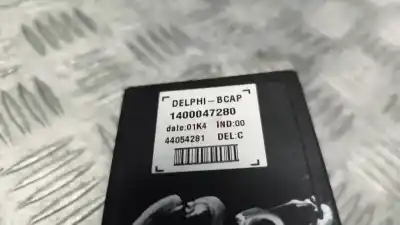 DELPHI-BCAP
1400047280
date:01K4 IND:00
44054281 DEL:C